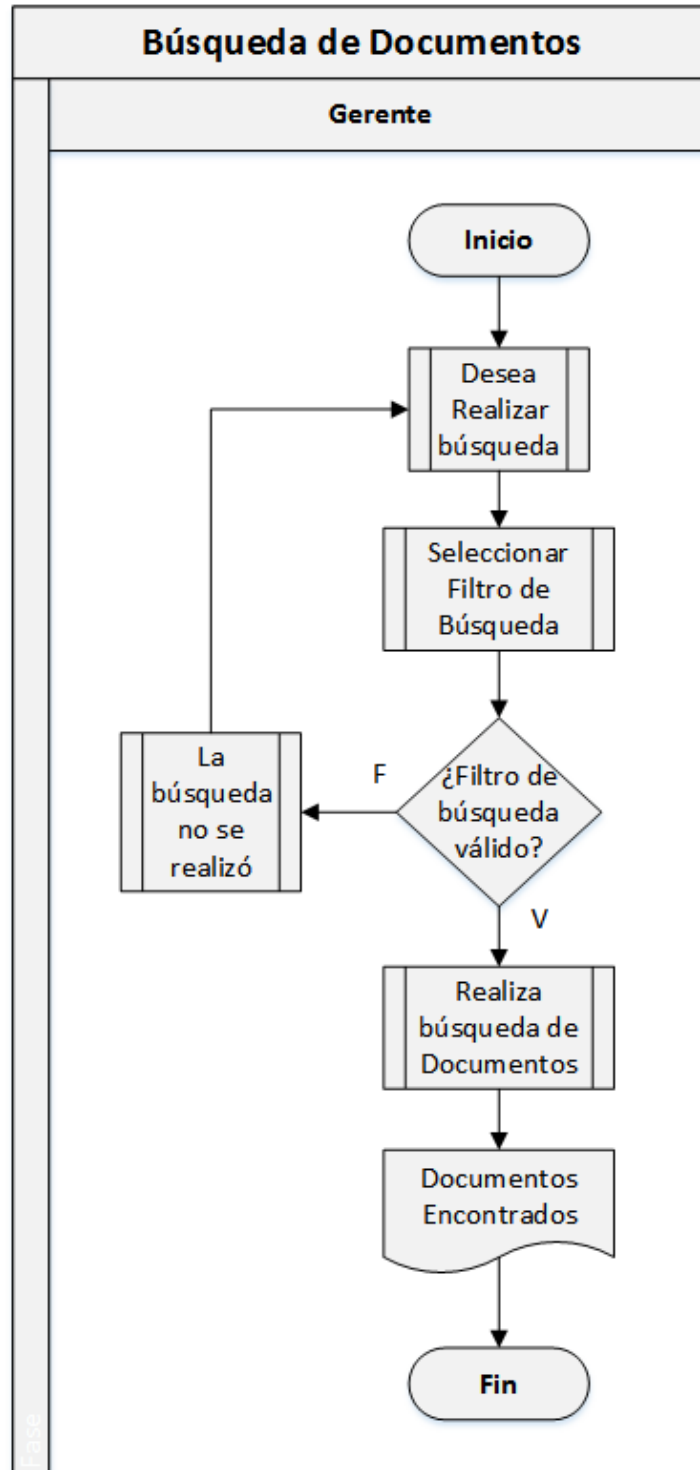 Búsqueda de Documentos
Gerente
Inicio
Desea
Realizar
búsqueda
Seleccionar
Filtro de
Búsqueda
¿Filtro de
búsqueda
válido?
F
La
búsqueda
no se
realizó
V
Realiza
búsqueda de
Documentos
Documentos
Encontrados
Fin
Fase